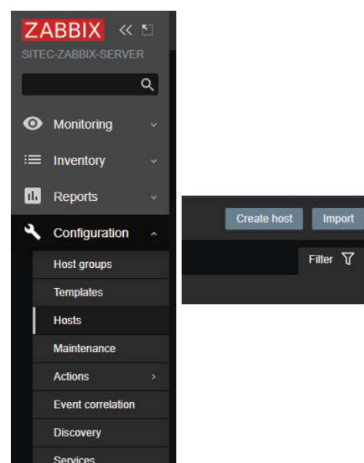 ZABBIX
SITEC-ZABBIX-SERVER
Monitoring
Inventory
Reports
Configuration
Host groups
Templates
Hosts
Maintenance
Actions
Event correlation
Discovery
Services
Create host
Import
Filter